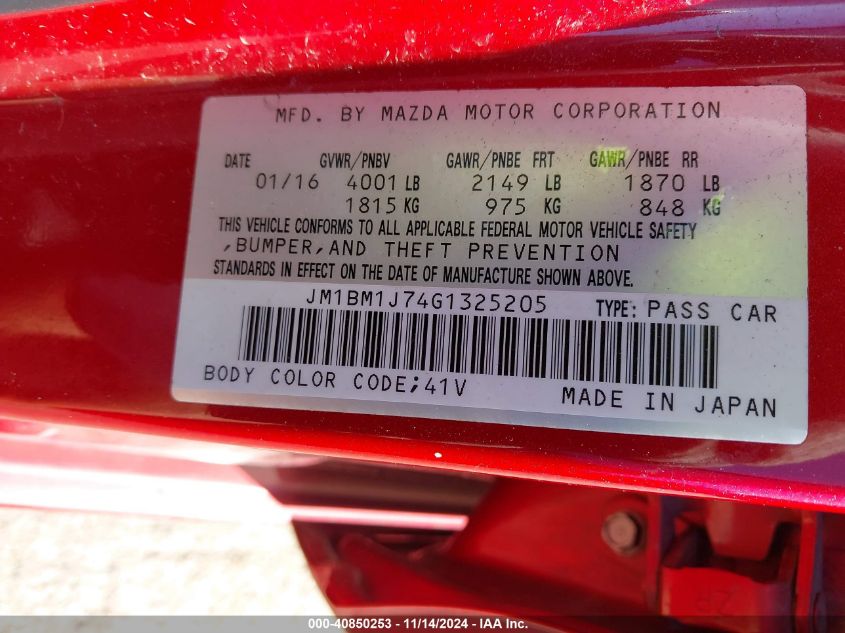 MFD. BY MAZDA MOTOR CORPORATION
DATE GVWR/PNBV GAWR/PNBE FRT GAWR/PNBE RR
01/16 4001 LB 2149 LB 1870 LB
1815 KG 975 KG 848 KG
THIS VEHICLE CONFORMS TO ALL APPLICABLE FEDERAL MOTOR VEHICLE SAFETY
,BUMPER,AND THEFT PREVENTION
STANDARDS IN EFFECT ON THE DATE OF MANUFACTURE SHOWN ABOVE.
JM1BM1J74G1325205 TYPE: PASS CAR
BODY COLOR CODE;41V MADE IN JAPAN
000-40850253 - 11/14/2024 - IAA Inc.